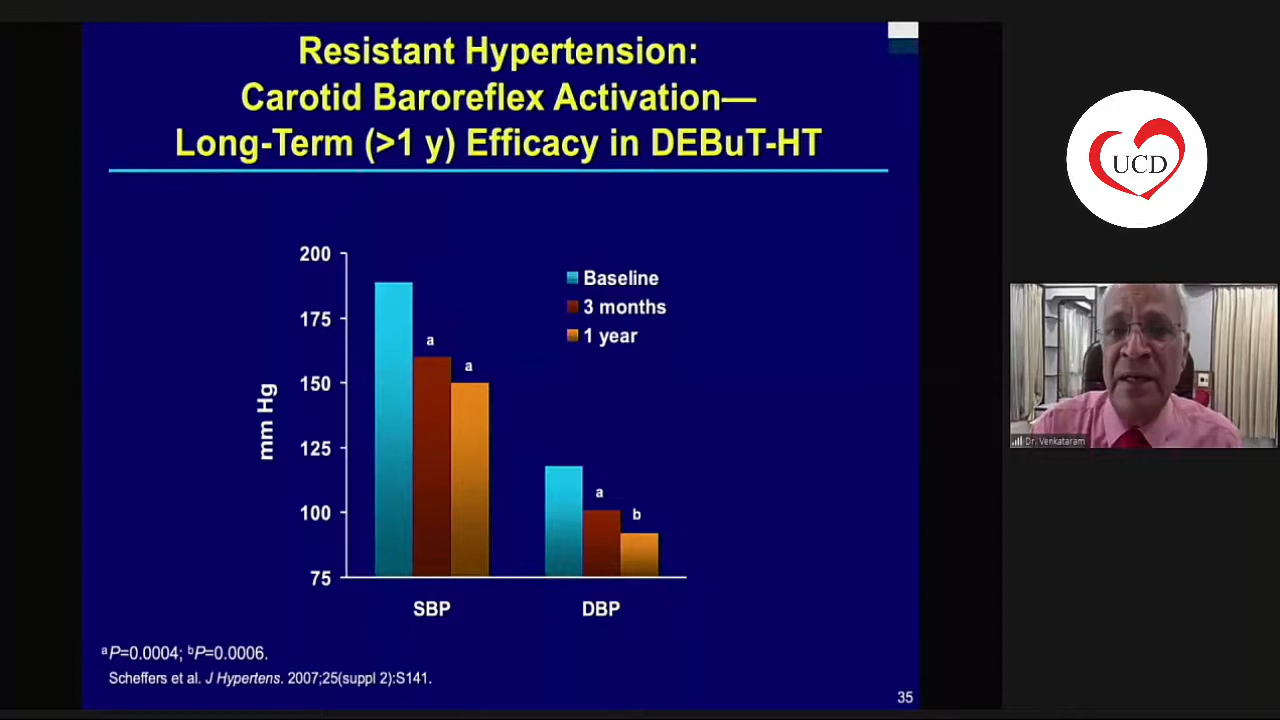 Resistant Hypertension:
Carotid Baroreflex Activation—
Long-Term (>1 y) Efficacy in DEBuT-HT
UCD
200
175
150
125
100
75
mm Hg
Baseline
3 months
1 year
a
a
a
b
SBP
DBP
Dr. Venkataram
ᵃP=0.0004; ᵇP=0.0006.
Scheffers et al. J Hypertens. 2007;25(suppl 2):S141.
35